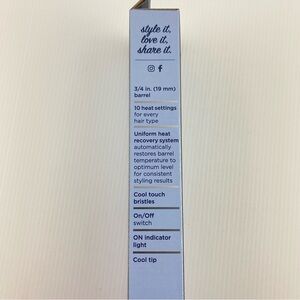 style it,
love it,
share it.
3/4 in. (19 mm)
barrel
10 heat settings
for every
hair type
Uniform heat
recovery system
automatically
restores barrel
temperature to
optimum level
for consistent
styling results
Cool touch
bristles
On/Off
switch
ON indicator
light
Cool tip